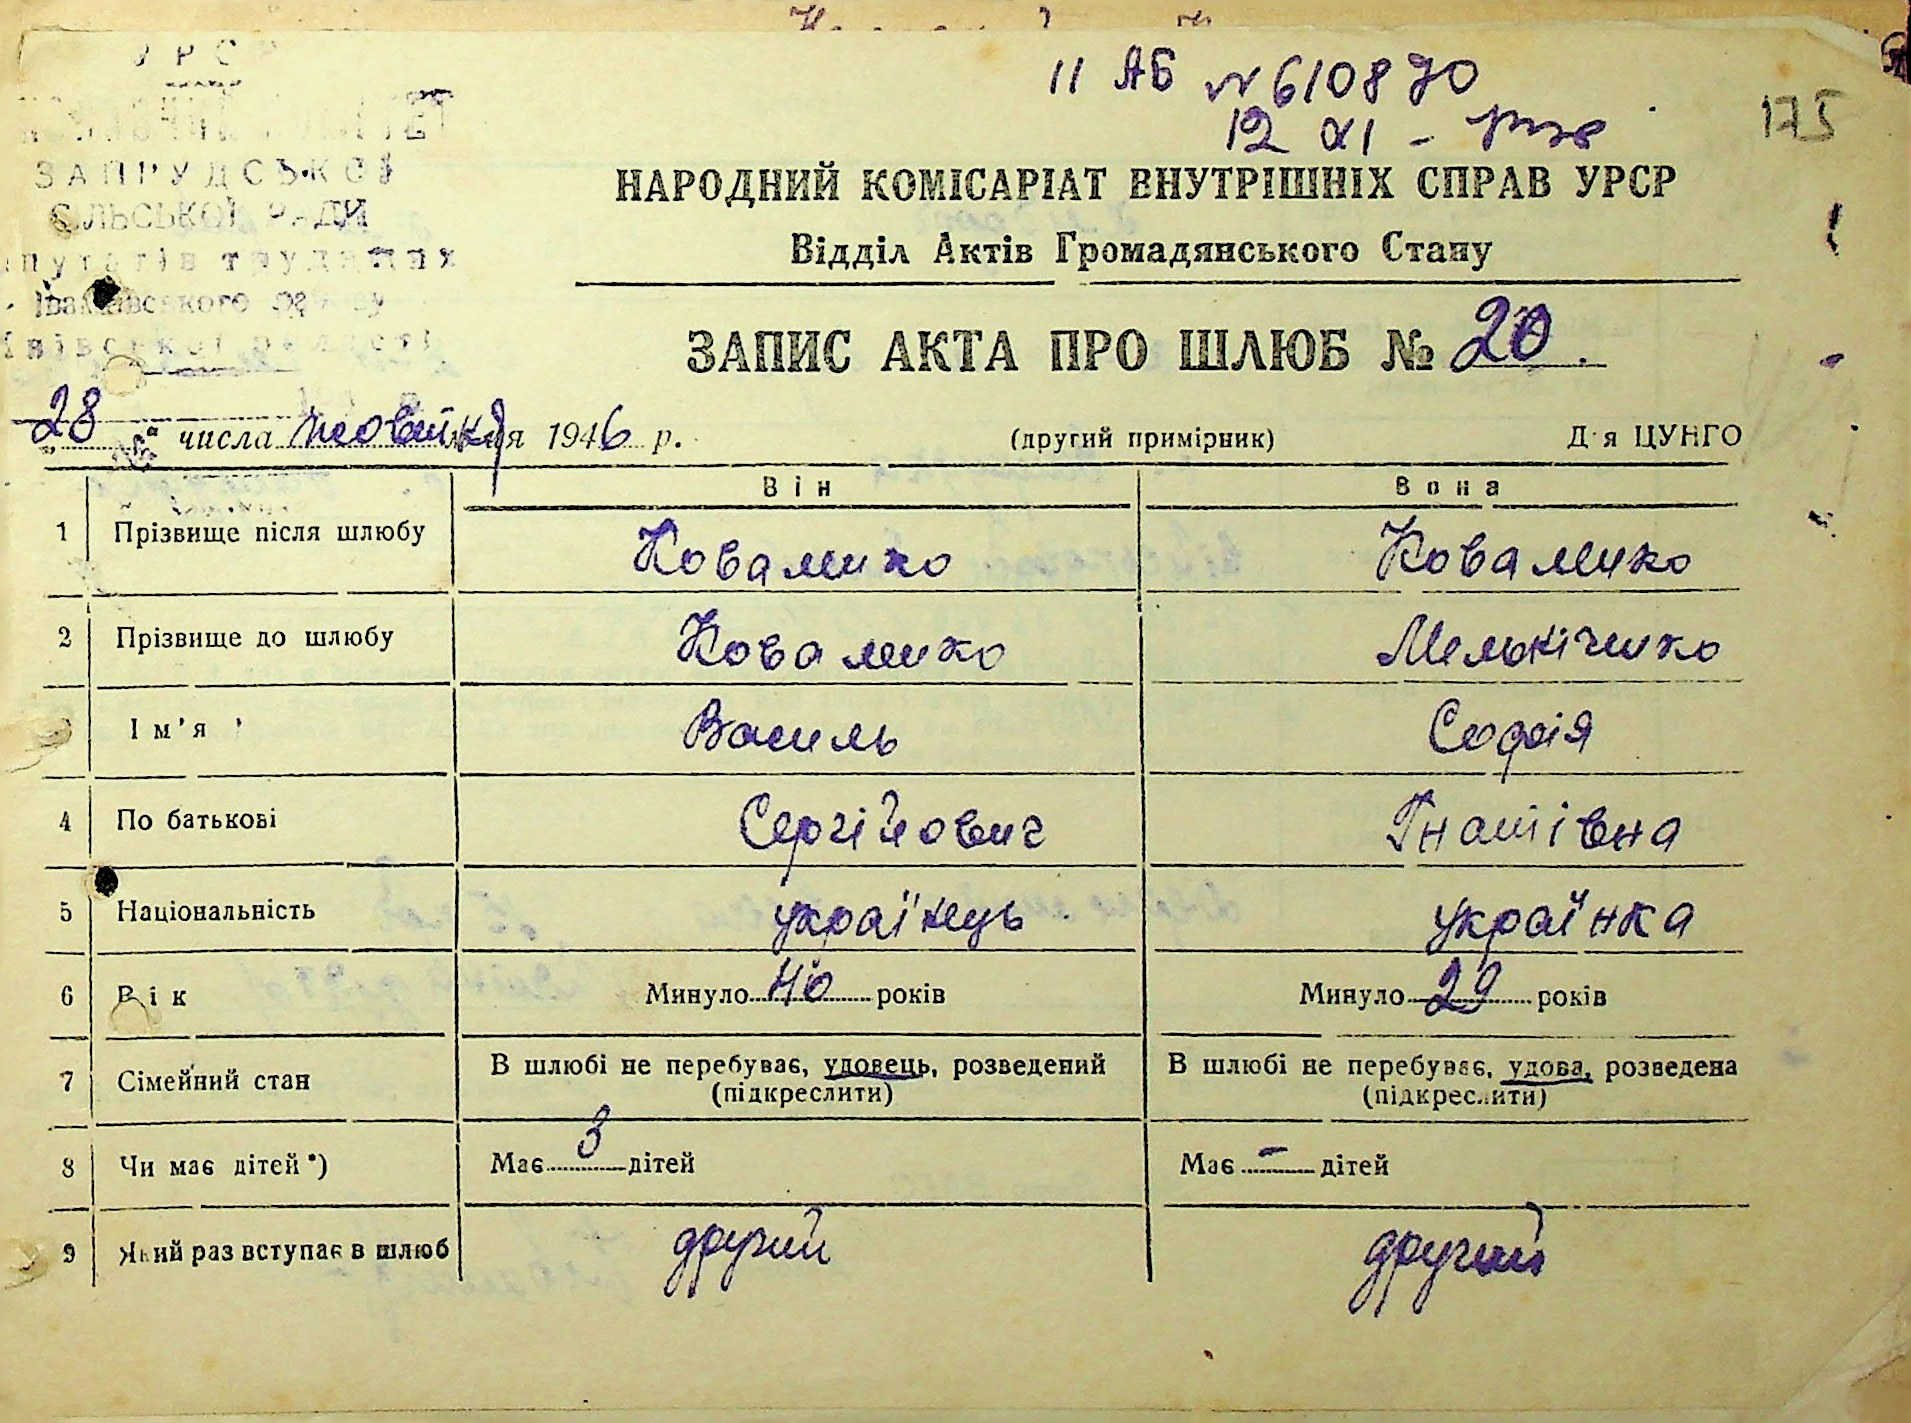 УРСР
КОМІТЕТ
ЗАПРУДСЬКОЇ
СІЛЬСЬКОЇ РАДИ
трудящих
області
11 АБ № 610870
12 XI -
175
НАРОДНИЙ КОМІСАРІАТ ВНУТРІШНІХ СПРАВ УРСР
Відділ Актів Громадянського Стану
ЗАПИС АКТА ПРО ШЛЮБ № 20.
28 числа жовтня 1946 р.
(другий примірник)
Для ЦУНГО
Він Вона
1 Прізвище після шлюбу Коваленко Коваленко
2 Прізвище до шлюбу Коваленко Мельніченко
3 Ім'я Василь Софія
4 По батькові Сергійович Гнатівна
5 Національність українець українка
6 Вік Минуло 40 років Минуло 29 років
7 Сімейний стан В шлюбі не перебуває, удовець, розведений (підкреслити) В шлюбі не перебуває, удова, розведена (підкреслити)
8 Чи має дітей *) Має 3 дітей Має - дітей
9 Який раз вступає в шлюб другий другий